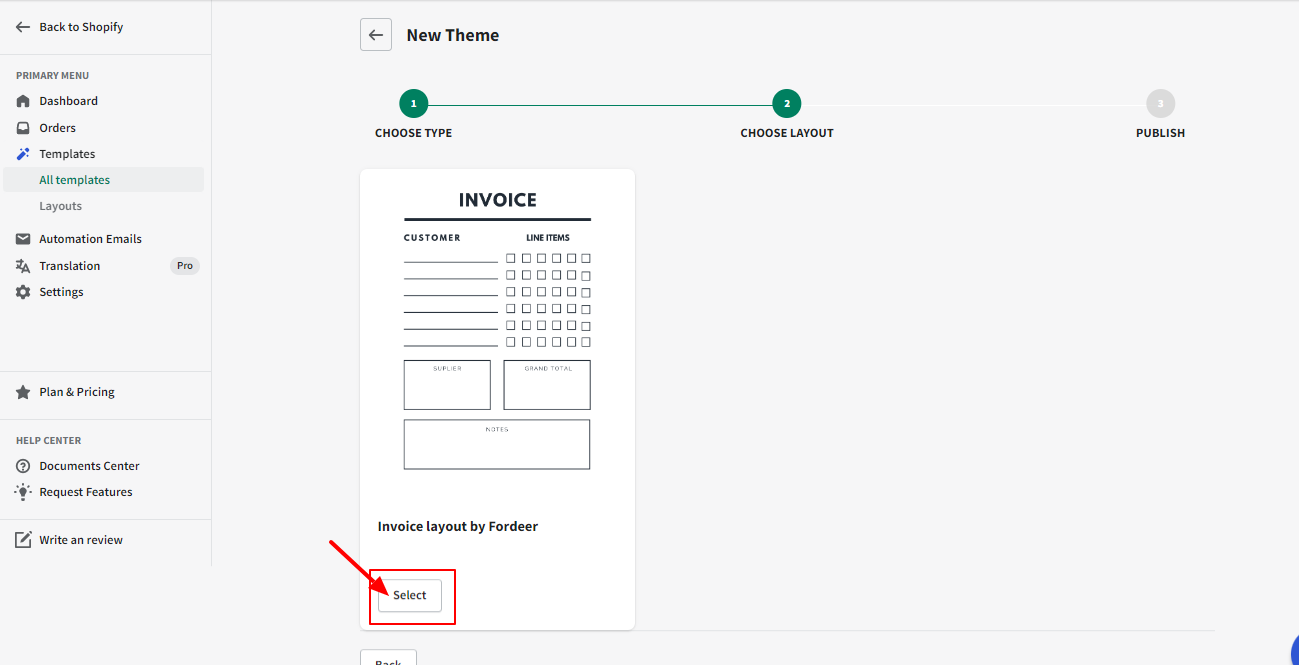 Back to Shopify
PRIMARY MENU
Dashboard
Orders
Templates
All templates
Layouts
Automation Emails
Translation Pro
Settings
Plan & Pricing
HELP CENTER
Documents Center
Request Features
Write an review
New Theme
1 2 3
CHOOSE TYPE CHOOSE LAYOUT PUBLISH
INVOICE
CUSTOMER LINE ITEMS
SUPLIER GRAND TOTAL
NOTES
Invoice layout by Fordeer
Select
Back